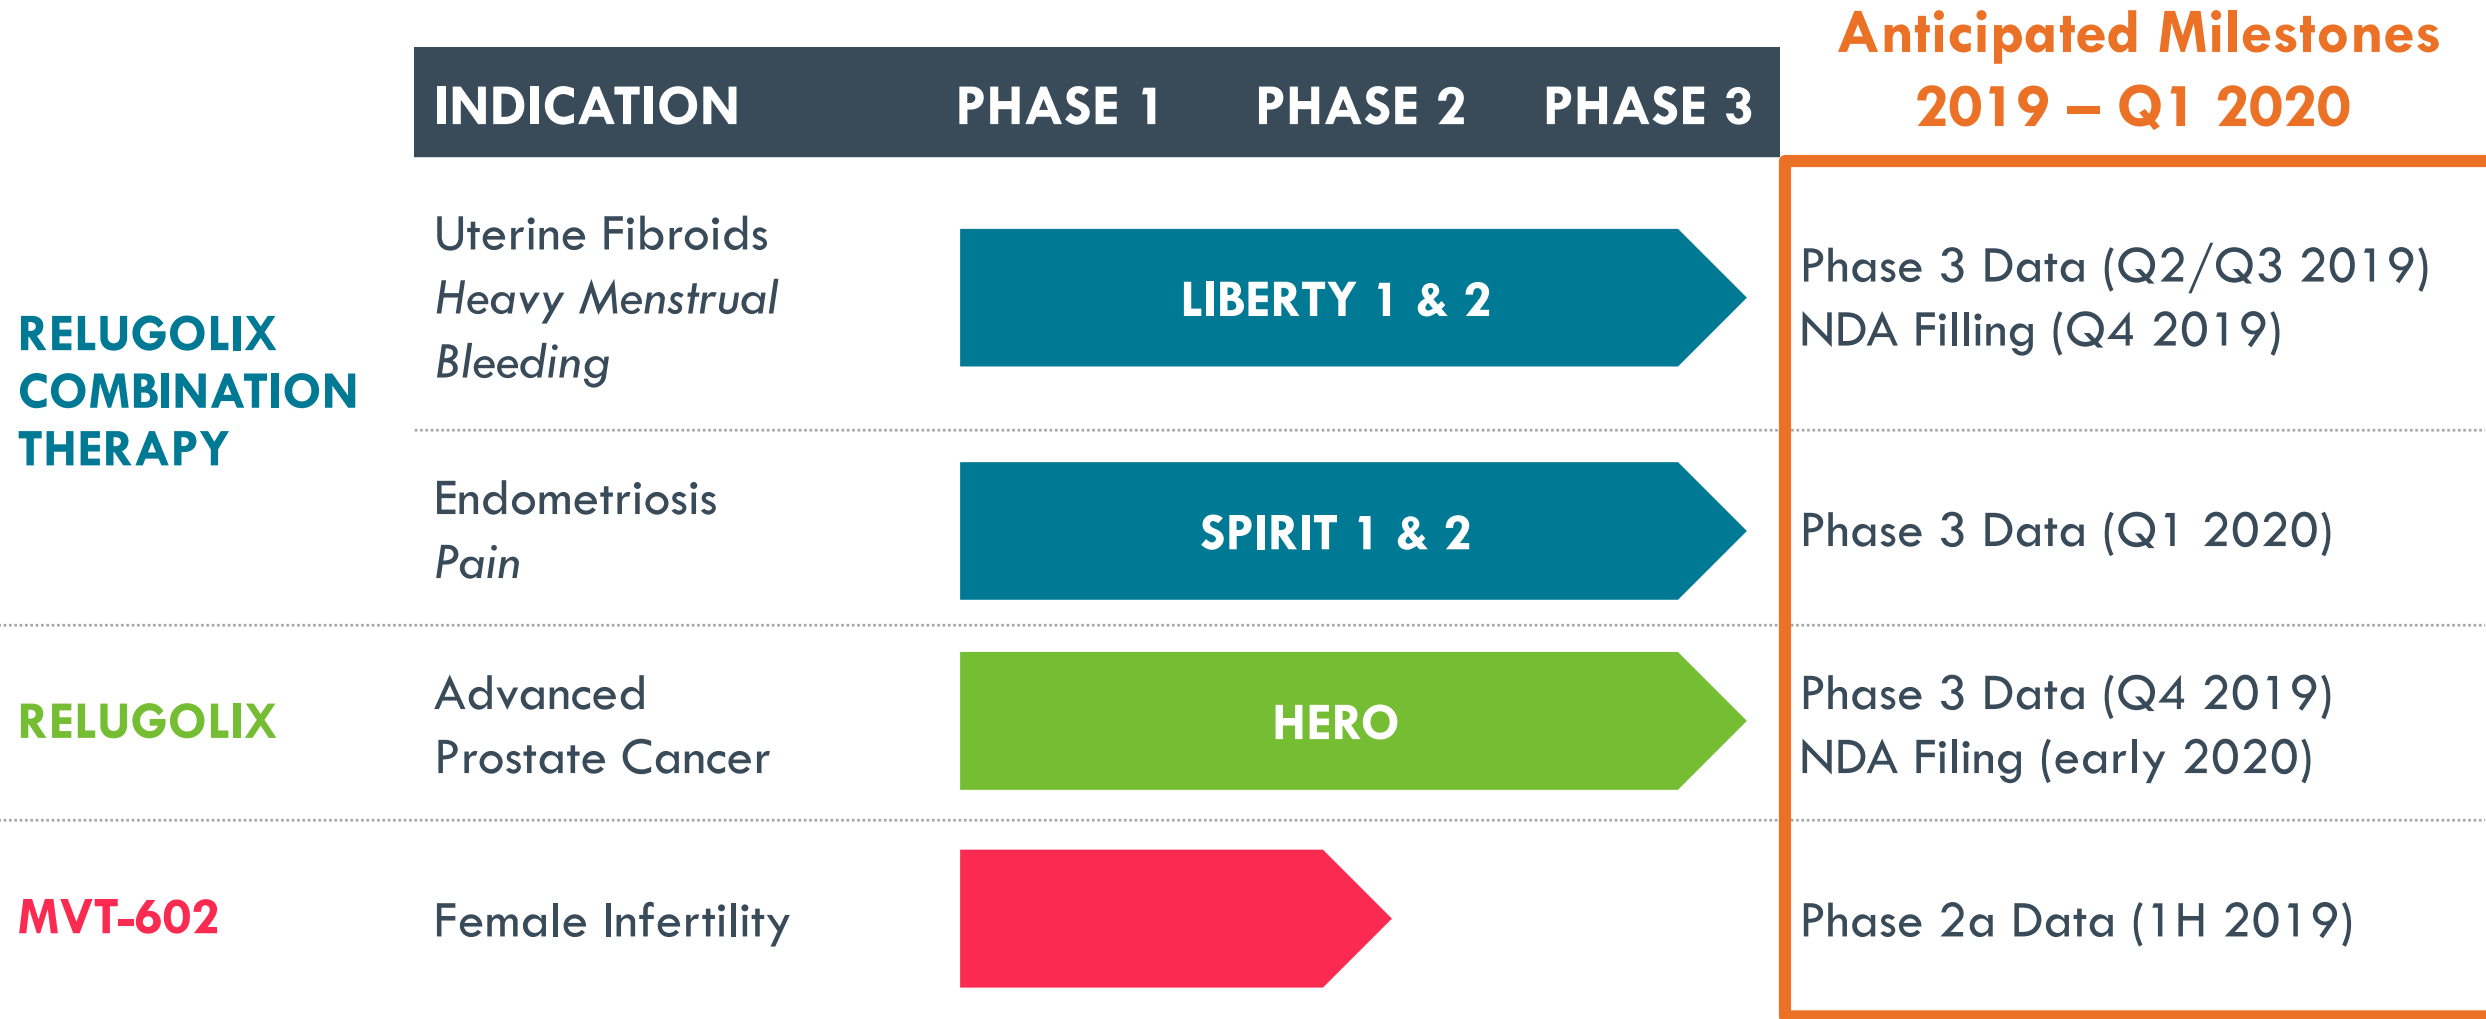 Anticipated Milestones
2019 – Q1 2020
INDICATION PHASE 1 PHASE 2 PHASE 3
RELUGOLIX
COMBINATION
THERAPY
Uterine Fibroids
Heavy Menstrual
Bleeding
LIBERTY 1 & 2
Phase 3 Data (Q2/Q3 2019)
NDA Filling (Q4 2019)
Endometriosis
Pain
SPIRIT 1 & 2
Phase 3 Data (Q1 2020)
RELUGOLIX
Advanced
Prostate Cancer
HERO
Phase 3 Data (Q4 2019)
NDA Filing (early 2020)
MVT-602
Female Infertility
Phase 2a Data (1H 2019)